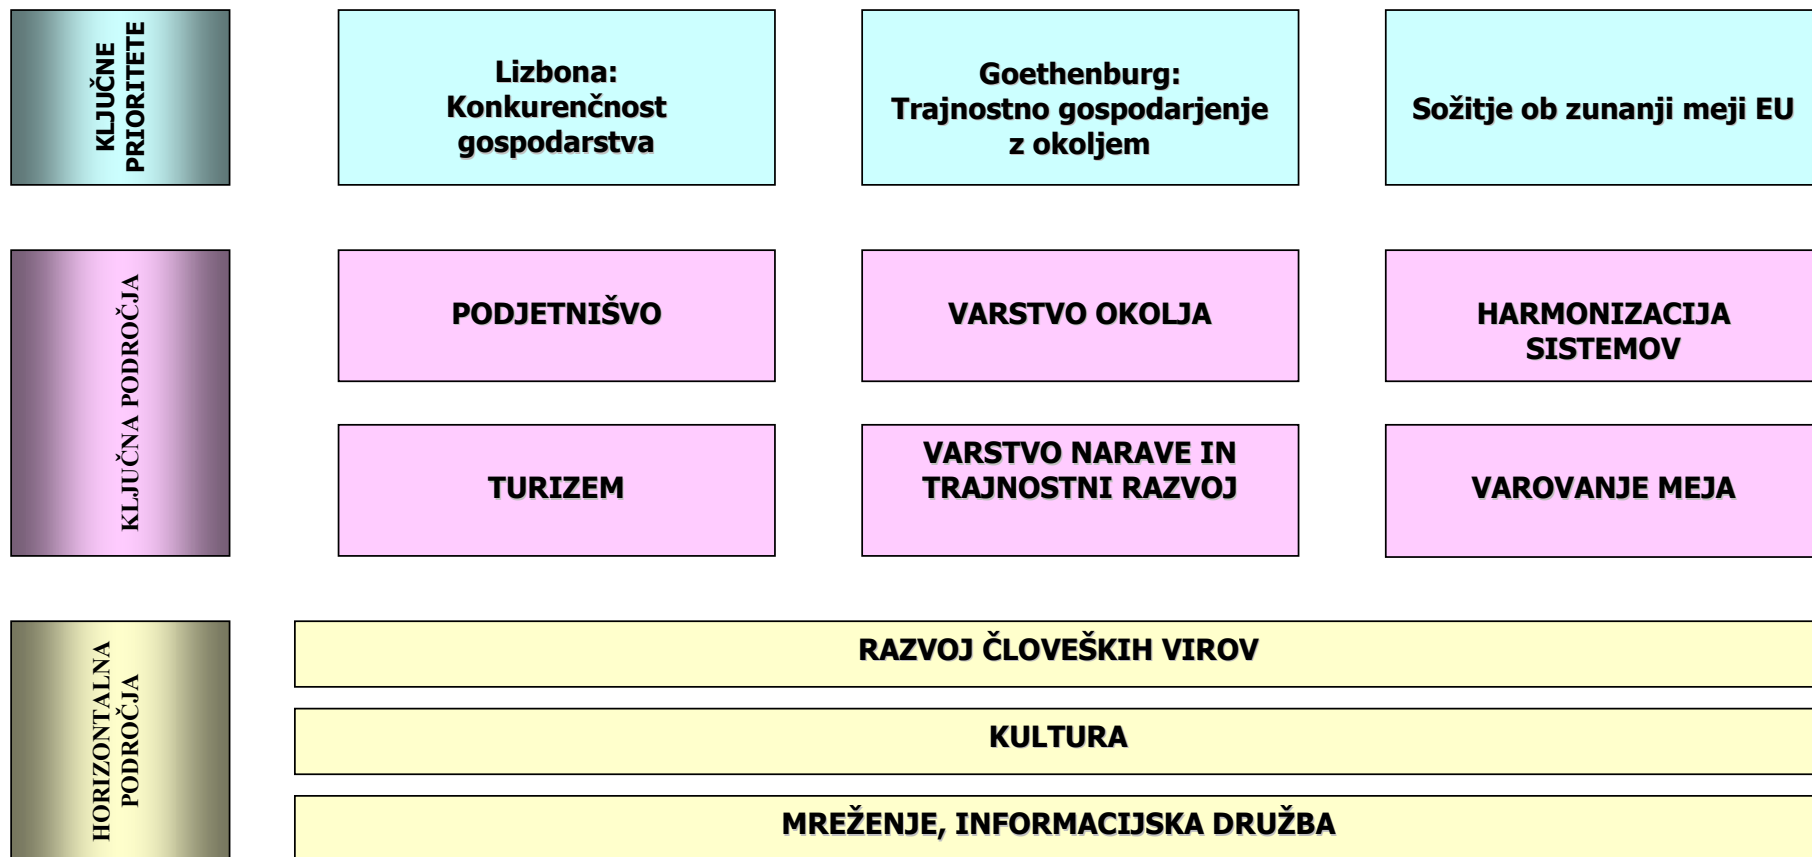 KLJUČNE
PRIORITETE
Lizbona:
Konkurenčnost
gospodarstva
Goethenburg:
Trajnostno gospodarjenje
z okoljem
Sožitje ob zunanji meji EU
KLJUČNA PODROČJA
PODJETNIŠVO
VARSTVO OKOLJA
HARMONIZACIJA
SISTEMOV
TURIZEM
VARSTVO NARAVE IN
TRAJNOSTNI RAZVOJ
VAROVANJE MEJA
HORIZONTALNA
PODROČJA
RAZVOJ ČLOVEŠKIH VIROV
KULTURA
MREŽENJE, INFORMACIJSKA DRUŽBA